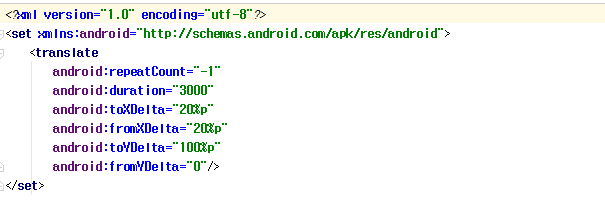 <?xml version="1.0" encoding="utf-8"?>
<set xmlns:android="http://schemas.android.com/apk/res/android">
<translate
android:repeatCount="-1"
android:duration="3000"
android:toXDelta="20%p"
android:fromXDelta="20%p"
android:toYDelta="100%p"
android:fromYDelta="0"/>
</set>